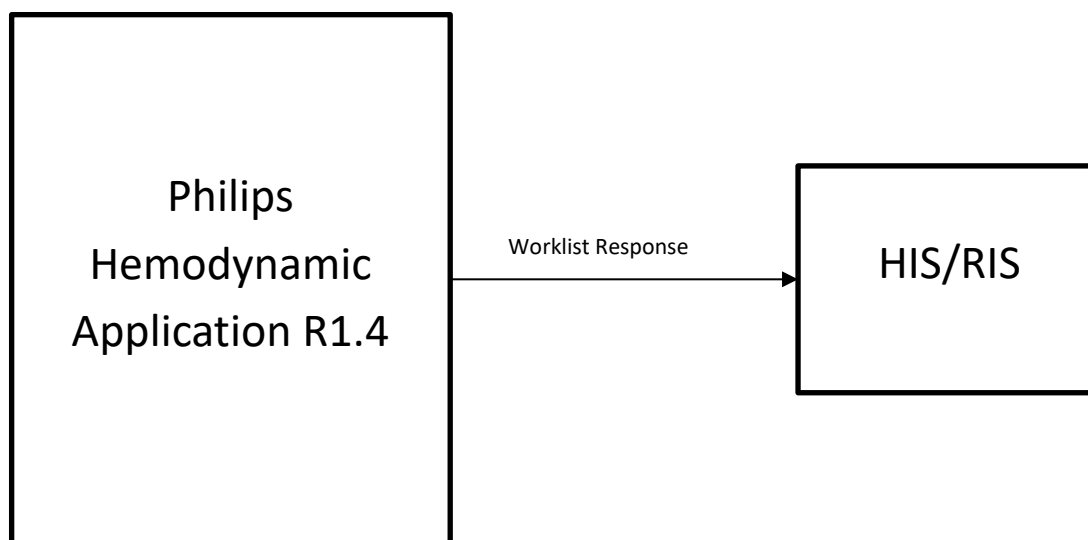 Philips
Hemodynamic
Application R1.4
Worklist Response
HIS/RIS